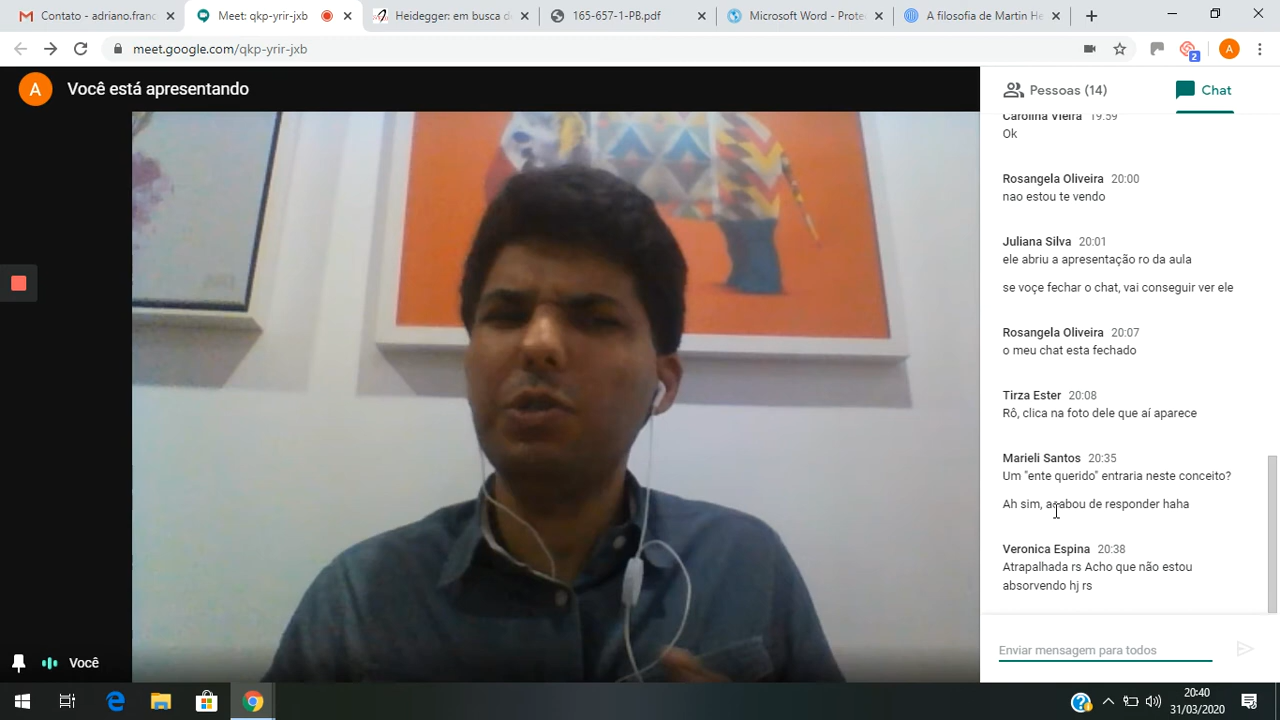 Contato - adriano.franc
Meet: qkp-yrir-jxb
Heidegger: em busca d
165-657-1-PB.pdf
Microsoft Word - Prote
A filosofia de Martin He
meet.google.com/qkp-yrir-jxb
2
A
A
Você está apresentando
Pessoas (14)
Chat
Carolina Vieira 19:59
Ok
Rosangela Oliveira 20:00
nao estou te vendo
Juliana Silva 20:01
ele abriu a apresentação ro da aula
se voçe fechar o chat, vai conseguir ver ele
Rosangela Oliveira 20:07
o meu chat esta fechado
Tirza Ester 20:08
Rô, clica na foto dele que aí aparece
Marieli Santos 20:35
Um "ente querido" entraria neste conceito?
Ah sim, acabou de responder haha
Veronica Espina 20:38
Atrapalhada rs Acho que não estou
absorvendo hj rs
Enviar mensagem para todos
Você
20:40
31/03/2020